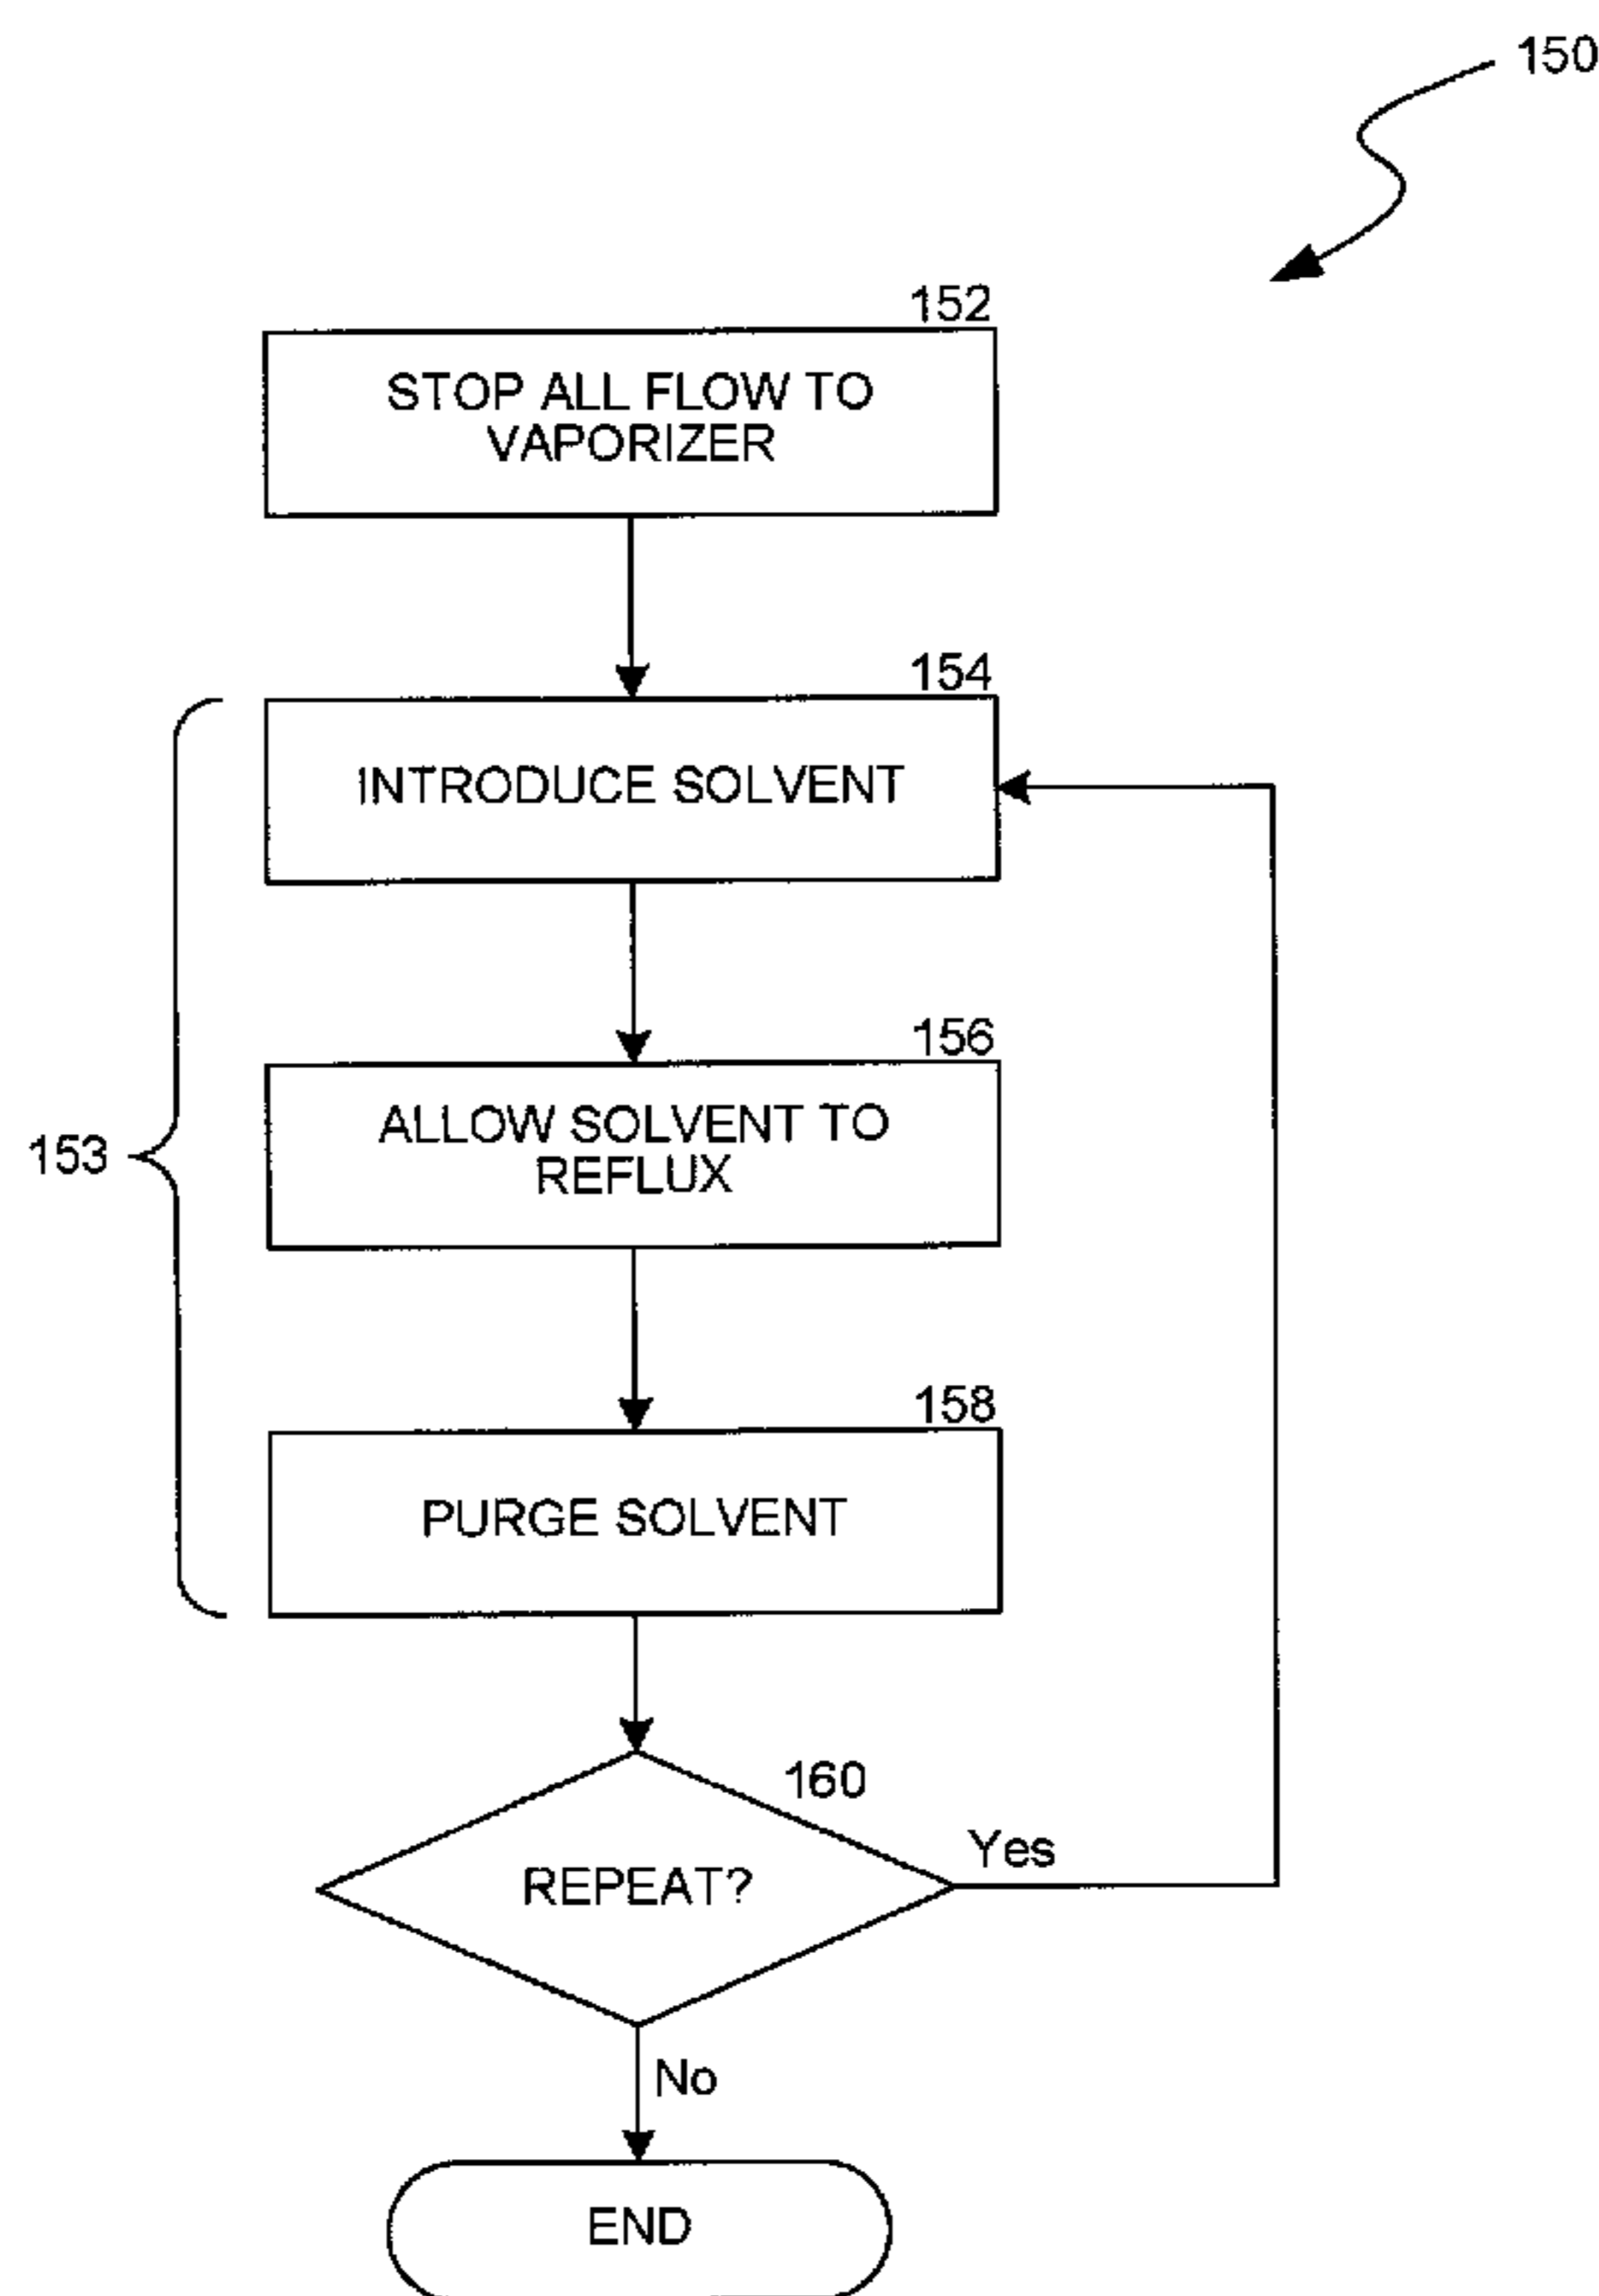 150
152
STOP ALL FLOW TO
VAPORIZER
154
INTRODUCE SOLVENT
156
ALLOW SOLVENT TO
REFLUX
153
158
PURGE SOLVENT
160
REPEAT?
Yes
No
END